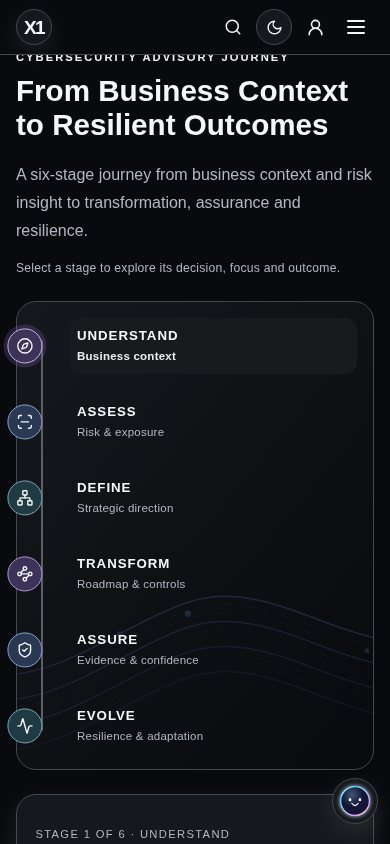 X1
CYBERSECURITY ADVISORY JOURNEY
From Business Context
to Resilient Outcomes
A six-stage journey from business context and risk
insight to transformation, assurance and
resilience.
Select a stage to explore its decision, focus and outcome.
UNDERSTAND
Business context
ASSESS
Risk & exposure
DEFINE
Strategic direction
TRANSFORM
Roadmap & controls
ASSURE
Evidence & confidence
EVOLVE
Resilience & adaptation
STAGE 1 OF 6 · UNDERSTAND